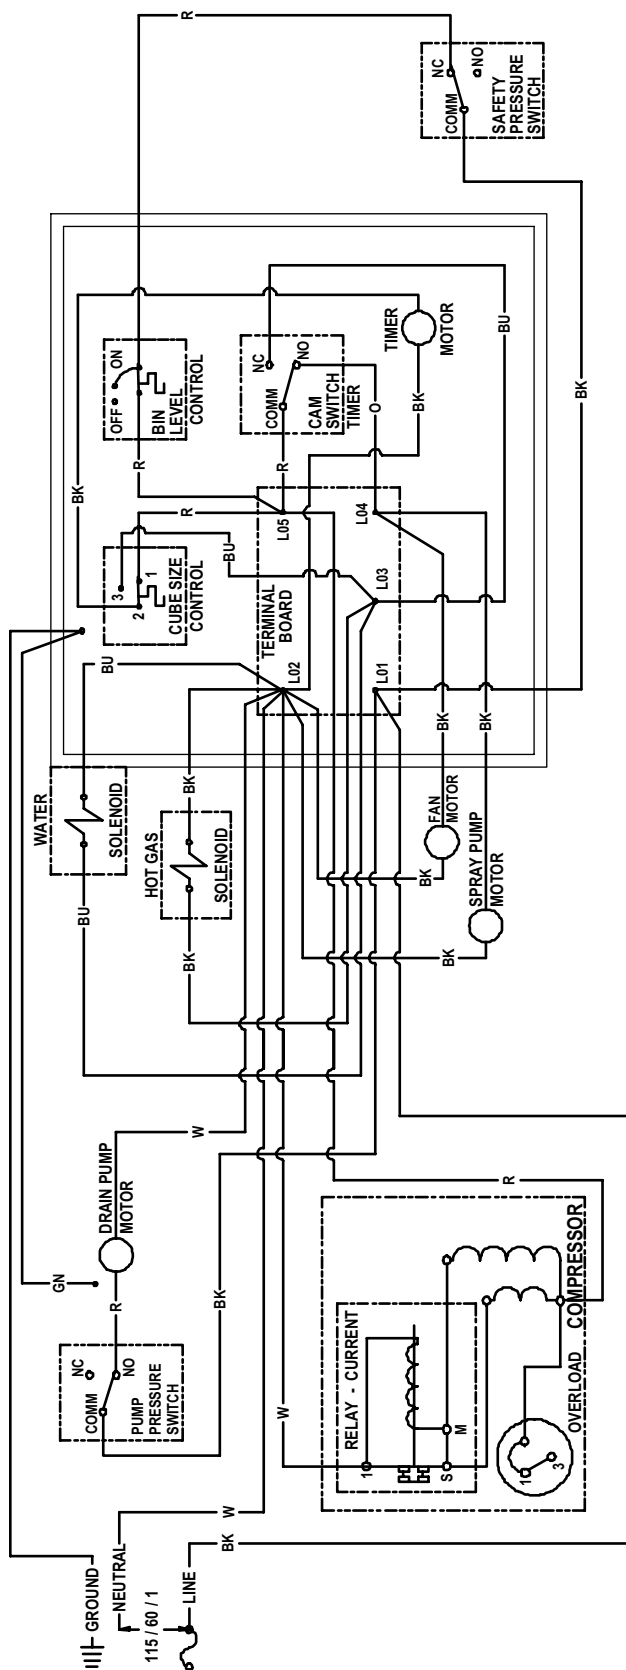 R
NC
NO
COMM
SAFETY
PRESSURE
SWITCH
BK
ON
OFF
BIN
LEVEL
CONTROL
R
BK
NC
NO
COMM
CAM
SWITCH
TIMER
R
O
TIMER
MOTOR
BK
BU
BK
R
3
1
2
CUBE SIZE
CONTROL
BU
TERMINAL
BOARD
L05
L04
L03
L02
L01
BU
BK
WATER
SOLENOID
HOT GAS
SOLENOID
BU
BK
BK
BK
FAN
MOTOR
SPRAY PUMP
MOTOR
BK
BK
W
DRAIN PUMP
MOTOR
GN
R
BK
NC
NO
COMM
PUMP
PRESSURE
SWITCH
R
COMPRESSOR
RELAY - CURRENT
1
M
S
OVERLOAD
1
3
W
W
BK
GROUND
NEUTRAL
LINE
115 / 60 / 1